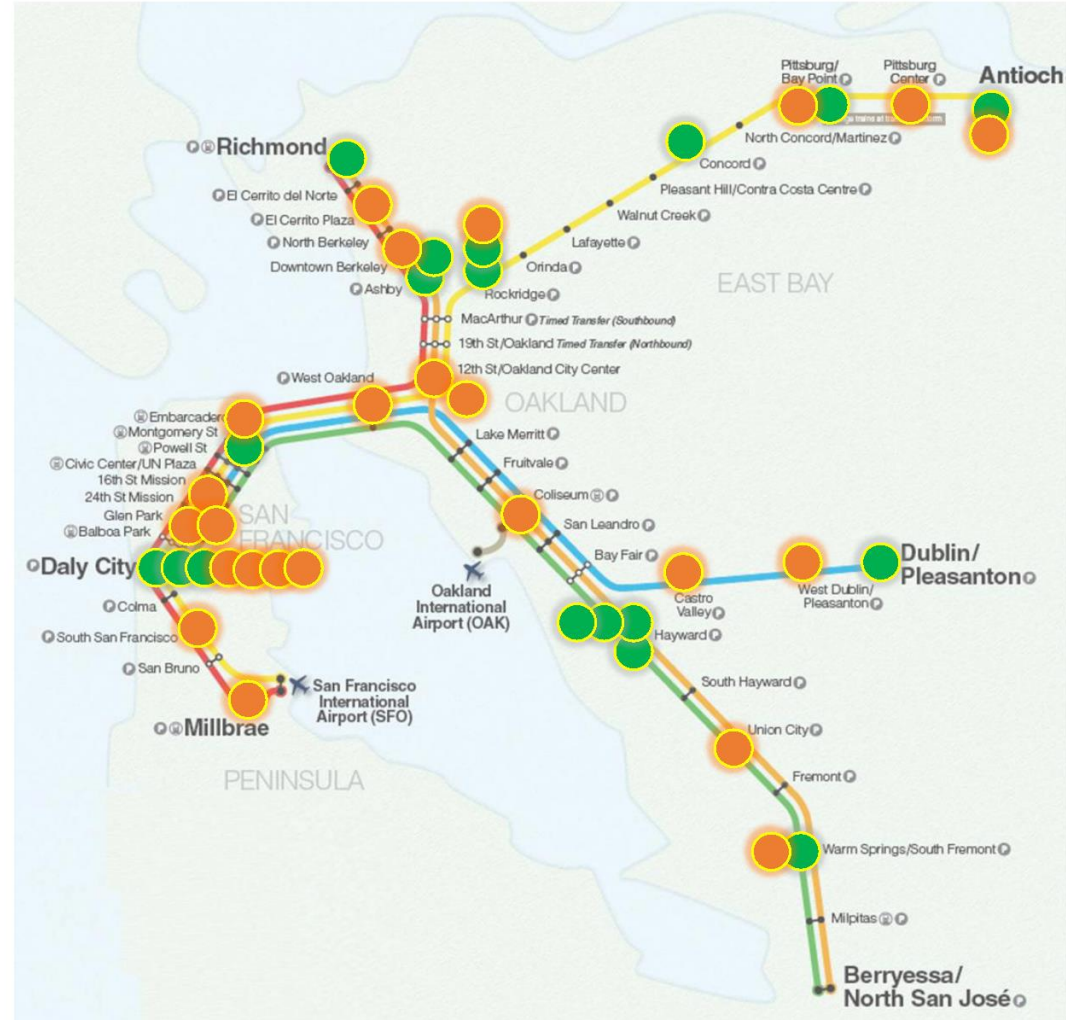 Pittsburg/
Bay Point P
Pittsburg
Center P
Antioch
North Concord/Martinez P
Richmond
P
Concord P
El Cerrito del Norte
P
Pleasant Hill/Contra Costa Centre P
El Cerrito Plaza
P
Walnut Creek P
North Berkeley
P
Lafayette P
Downtown Berkeley
Orinda P
EAST BAY
Ashby
P
Rockridge P
MacArthur P Timed Transfer (Southbound)
19th St/Oakland Timed Transfer (Northbound)
12th St/Oakland City Center
P West Oakland
OAKLAND
Embarcadero
Montgomery St
Lake Merritt P
Powell St
Civic Center/UN Plaza
Fruitvale P
16th St Mission
24th St Mission
Coliseum P
Glen Park
SAN
FRANCISCO
San Leandro P
Balboa Park
Bay Fair P
Dublin/
Pleasanton P
P Daly City
Oakland
International
Airport (OAK)
Castro
Valley P
West Dublin/
Pleasanton P
P Colma
P South San Francisco
Hayward P
P San Bruno
San Francisco
International
Airport (SFO)
South Hayward P
P Millbrae
Union City P
PENINSULA
Fremont P
Warm Springs/South Fremont P
Milpitas P
Berryessa/
North San José P